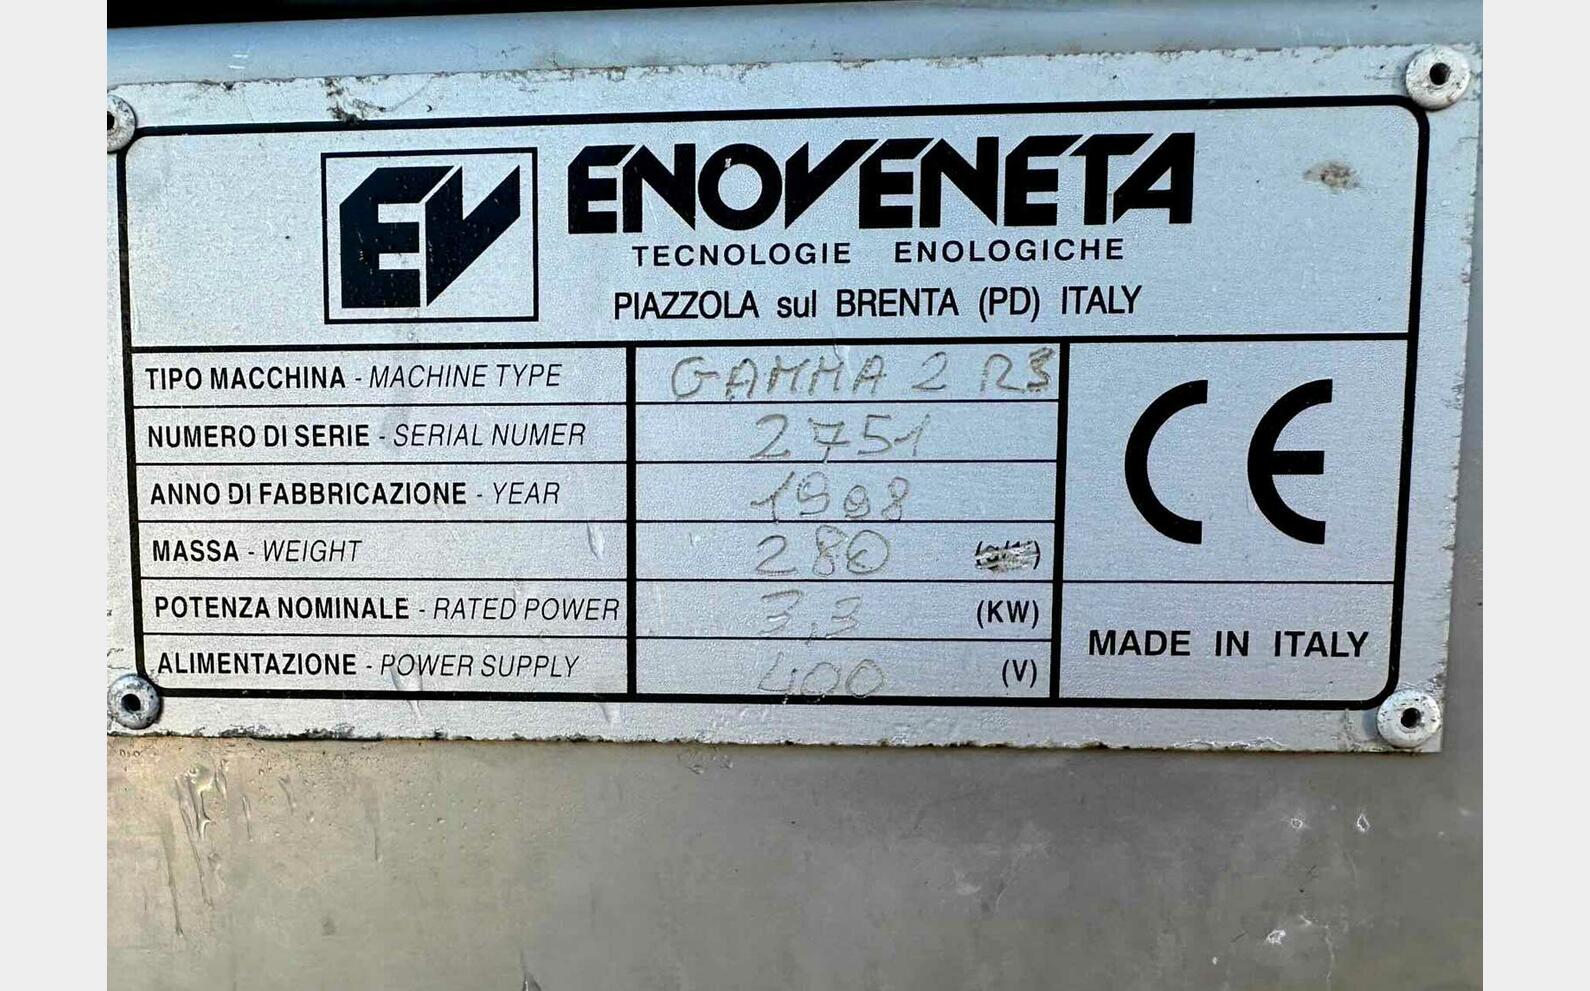 EV ENOVENETA
TECNOLOGIE ENOLOGICHE
PIAZZOLA sul BRENTA (PD) ITALY
TIPO MACCHINA - MACHINE TYPE GAMMA 2
NUMERO DI SERIE - SERIAL NUMER 2751
ANNO DI FABBRICAZIONE - YEAR 1998
MASSA - WEIGHT 280
POTENZA NOMINALE - RATED POWER 3,3 (KW)
ALIMENTAZIONE - POWER SUPPLY 400 (V)
CE
MADE IN ITALY